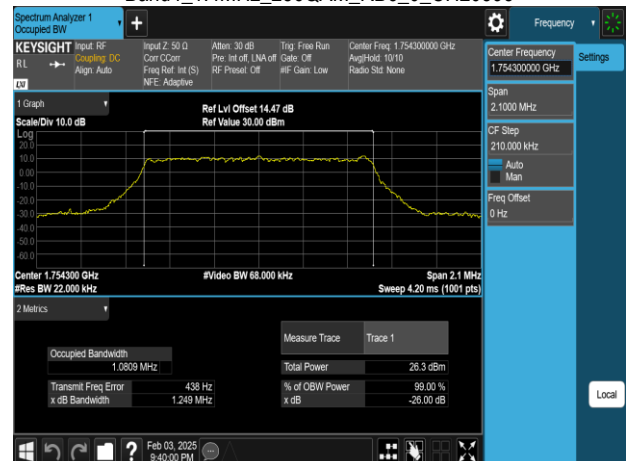 Spectrum Analyzer 1
Occupied BW
Frequency
KEYSIGHT
RL
LXI
Input: RF
Coupling: DC
Align: Auto
Input Z: 50 Ω
Corr CCorr
Freq Ref: Int (S)
NFE: Adaptive
Atten: 30 dB
Pre: Int off, LNA off
RF Preset: Off
Trig: Free Run
Gate: Off
#IF Gain: Low
Center Freq: 1.754300000 GHz
Avg|Hold: 10/10
Radio Std: None
Center Frequency
1.754300000 GHz
Settings
Span
2.1000 MHz
CF Step
210.000 kHz
Auto
Man
Freq Offset
0 Hz
Local
1 Graph
Scale/Div 10.0 dB
Ref Lvl Offset 14.47 dB
Ref Value 30.00 dBm
Log
20.0
10.0
0.00
-10.0
-20.0
-30.0
-40.0
-50.0
-60.0
Center 1.754300 GHz
#Video BW 68.000 kHz
Span 2.1 MHz
#Res BW 22.000 kHz
Sweep 4.20 ms (1001 pts)
2 Metrics
Measure Trace
Trace 1
Occupied Bandwidth
1.0809 MHz
Total Power
26.3 dBm
Transmit Freq Error
438 Hz
% of OBW Power
99.00 %
x dB Bandwidth
1.249 MHz
x dB
-26.00 dB
Feb 03, 2025
9:40:00 PM